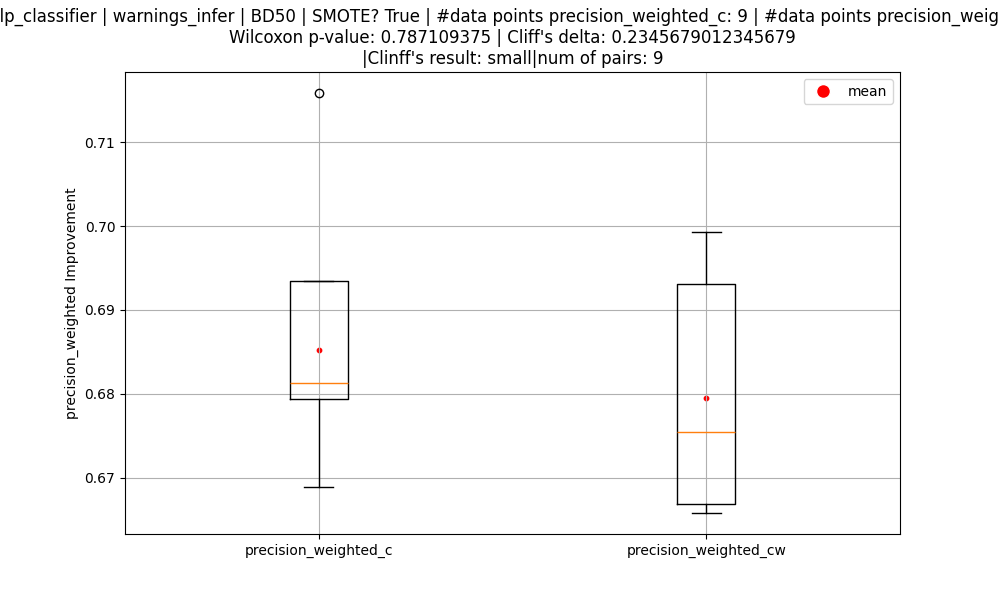 lp_classifier | warnings_infer | BD50 | SMOTE? True | #data points precision_weighted_c: 9 | #data points precision_weig
Wilcoxon p-value: 0.787109375 | Cliff's delta: 0.2345679012345679
|Clinff's result: small|num of pairs: 9
mean
0.71
0.70
0.69
0.68
0.67
precision_weighted Improvement
precision_weighted_c
precision_weighted_cw